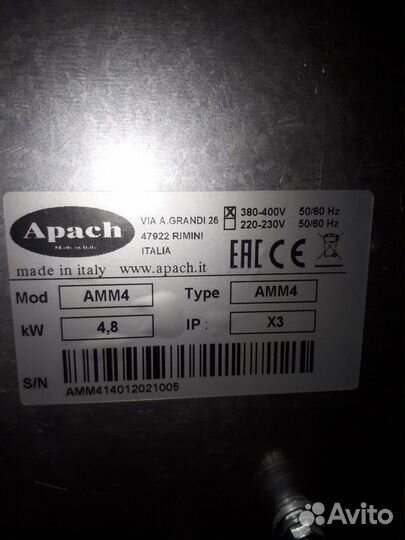 Apach
Made in Italy
VIA A.GRANDI 26
47922 RIMINI
ITALIA
380-400V 50/60 Hz
220-230V 50/60 Hz
EAC CE
made in italy www.apach.it
Mod AMM4 Type AMM4
kW 4,8 IP: X3
S/N
AMM414012021005
Avito